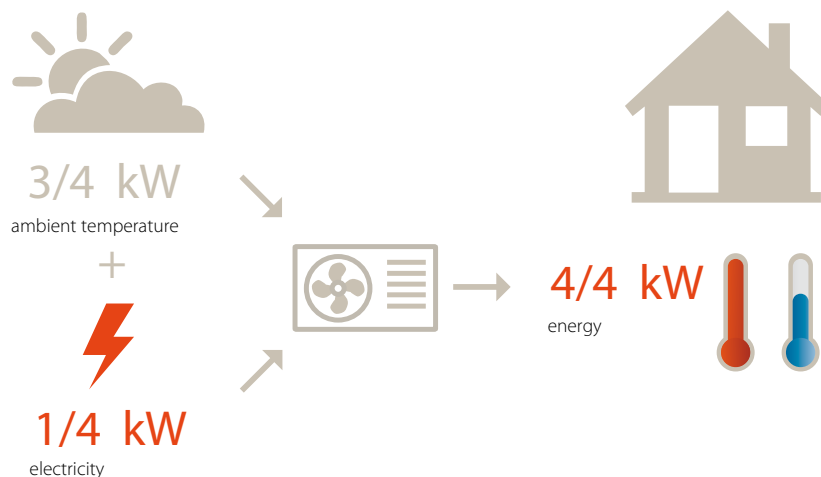 3/4 kW
ambient temperature
+
1/4 kW
electricity
4/4 kW
energy